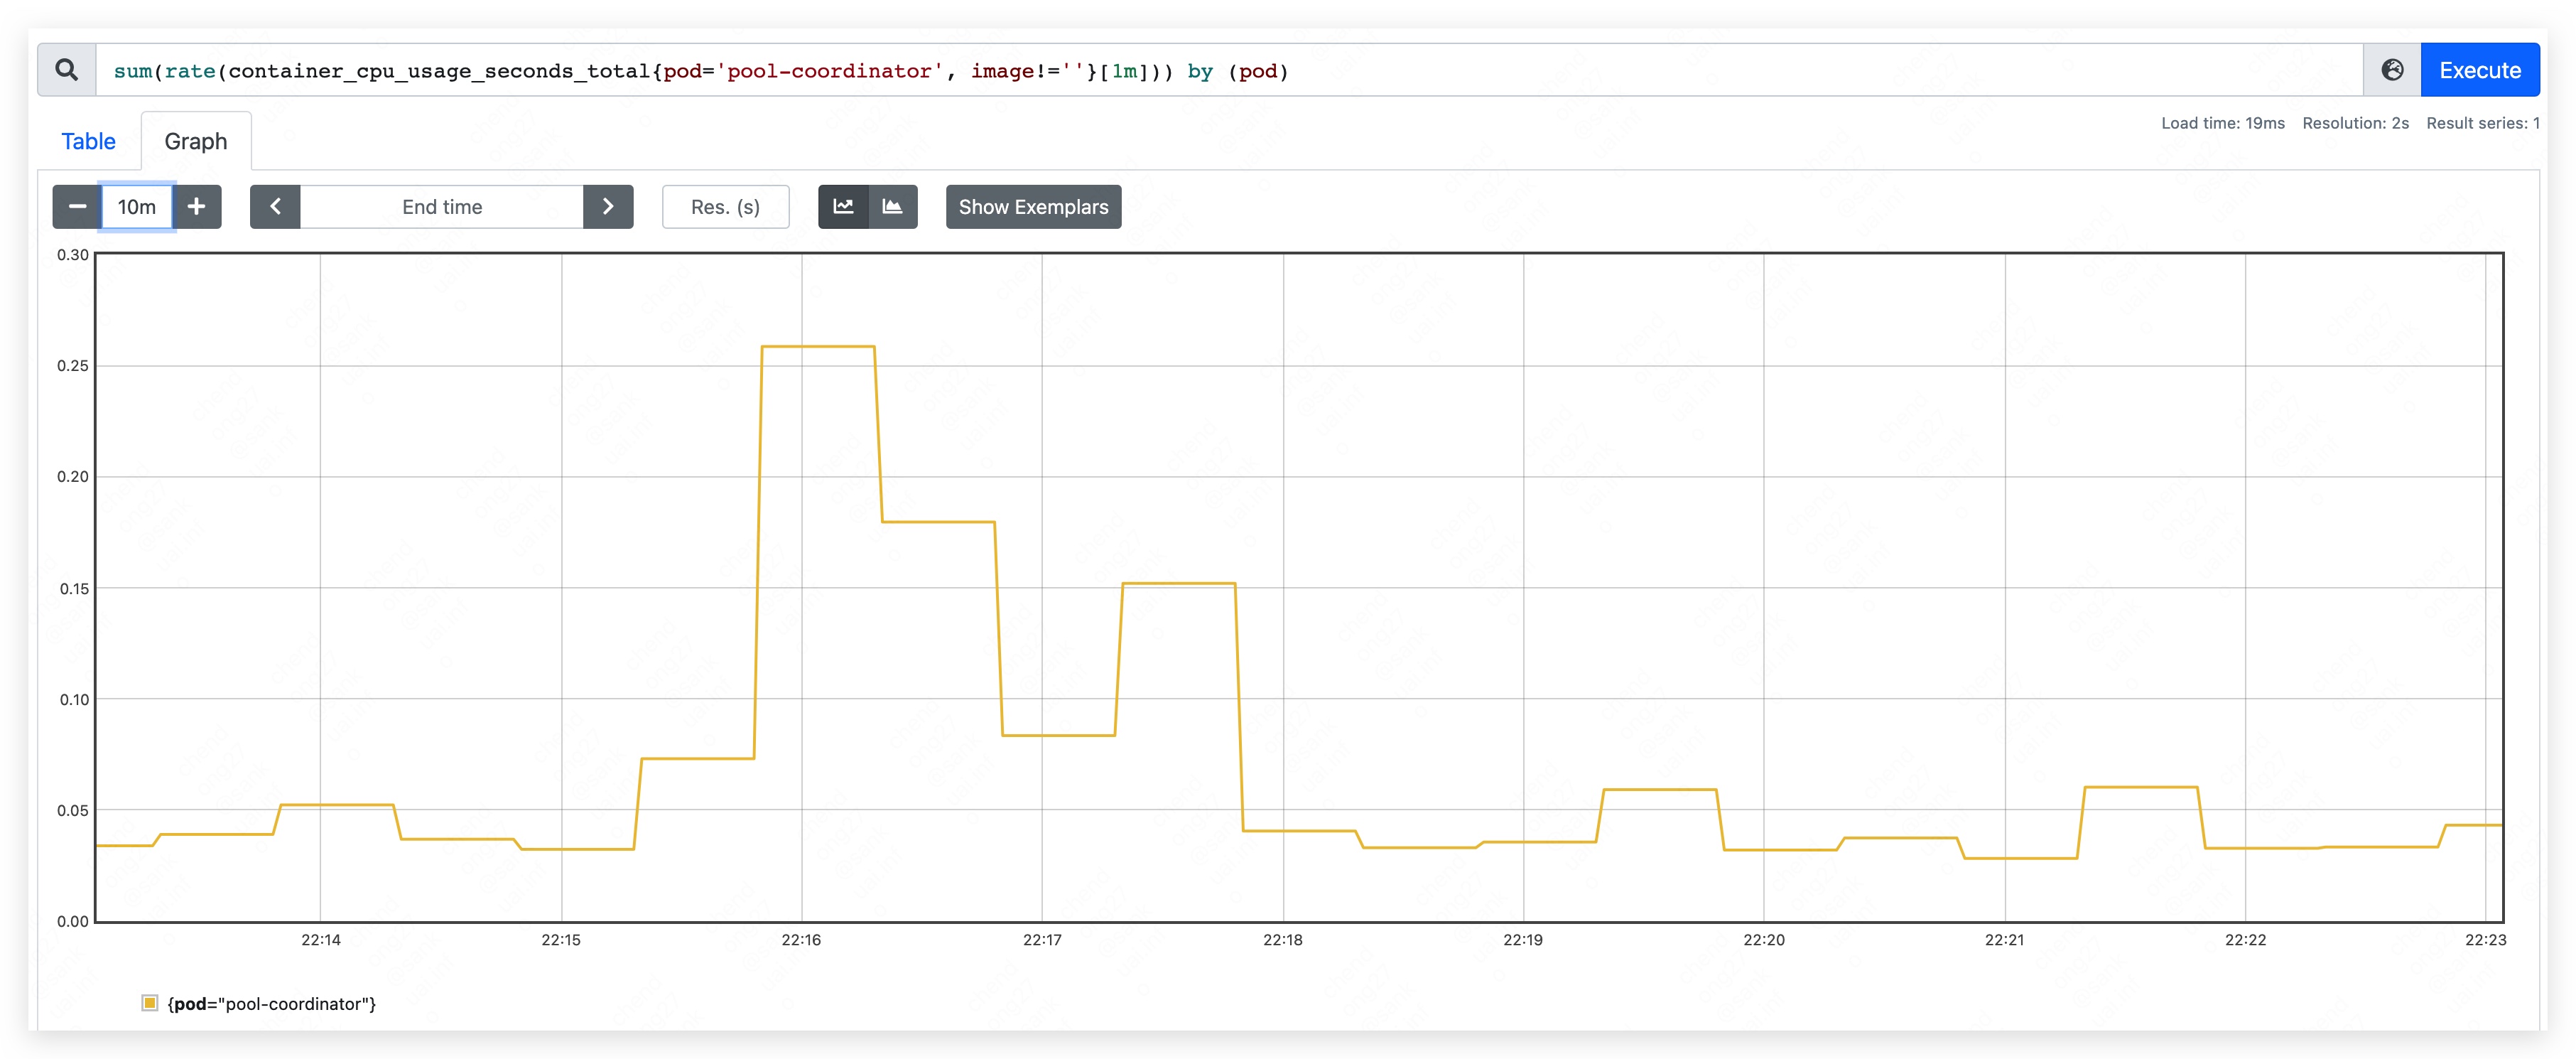 sum(rate(container_cpu_usage_seconds_total{pod='pool-coordinator', image!=''}[1m])) by (pod)
Execute
Table
Graph
Load time: 19ms Resolution: 2s Result series: 1
10m
End time
Res. (s)
Show Exemplars
0.30
0.25
0.20
0.15
0.10
0.05
0.00
22:14 22:15 22:16 22:17 22:18 22:19 22:20 22:21 22:22 22:23
{pod="pool-coordinator"}